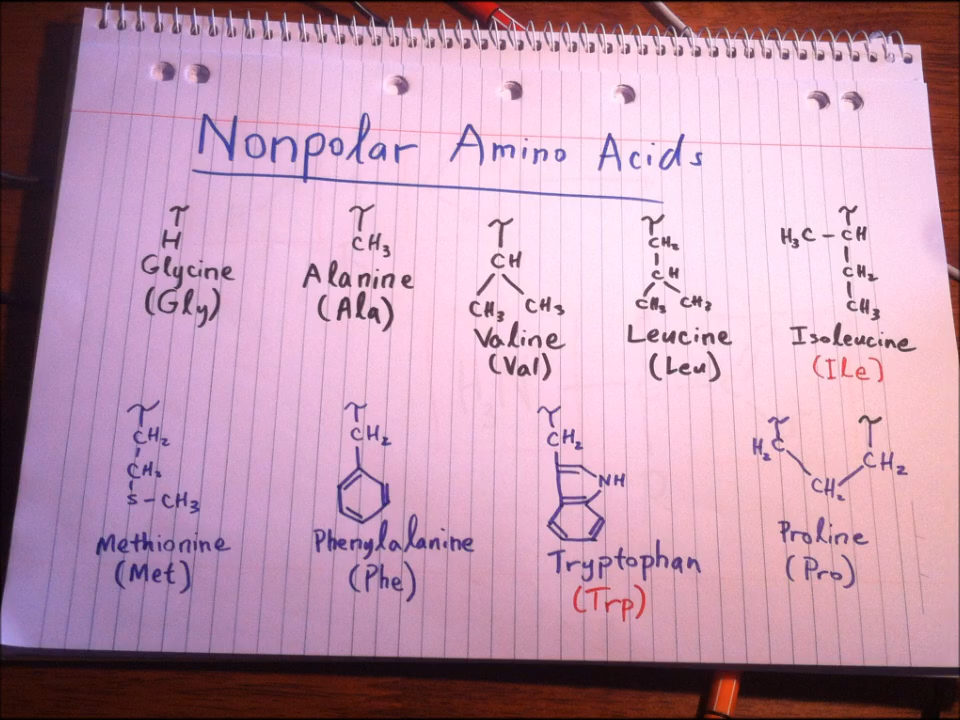 Nonpolar Amino Acids
H
Glycine
(Gly)
CH3
Alanine
(Ala)
CH
CH3 CH3
Valine
(Val)
CH2
CH
CH3 CH3
Leucine
(Leu)
H3C - CH
CH2
CH3
Isoleucine
(ILe)
CH2
CH2
S - CH3
Methionine
(Met)
CH2
Phenylalanine
(Phe)
CH2
NH
Tryptophan
(Trp)
H2C
CH2
CH2
Proline
(Pro)